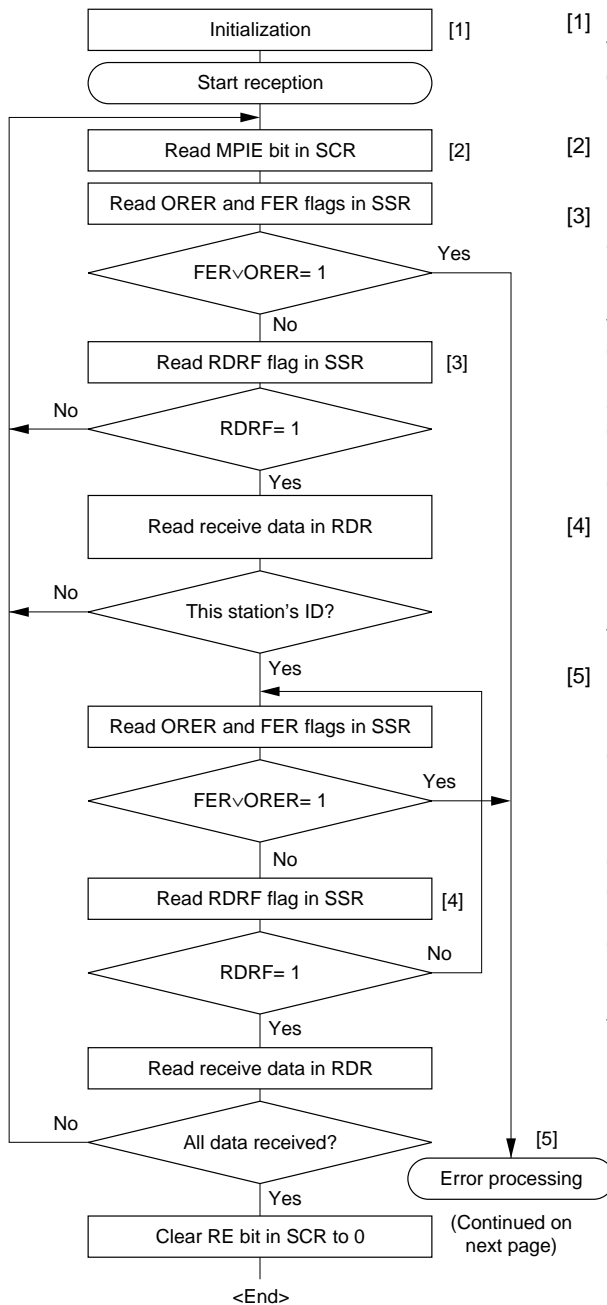 Initialization [1] [1]
Start reception
Read MPIE bit in SCR [2] [2]
Read ORER and FER flags in SSR [3]
Yes
FER∨ORER= 1
No
Read RDRF flag in SSR [3]
No
RDRF= 1
Yes
Read receive data in RDR [4]
No
This station's ID?
Yes [5]
Read ORER and FER flags in SSR
Yes
FER∨ORER= 1
No
Read RDRF flag in SSR [4]
No
RDRF= 1
Yes
Read receive data in RDR
No
All data received? [5]
Error processing
Yes
(Continued on
next page)
Clear RE bit in SCR to 0
<End>